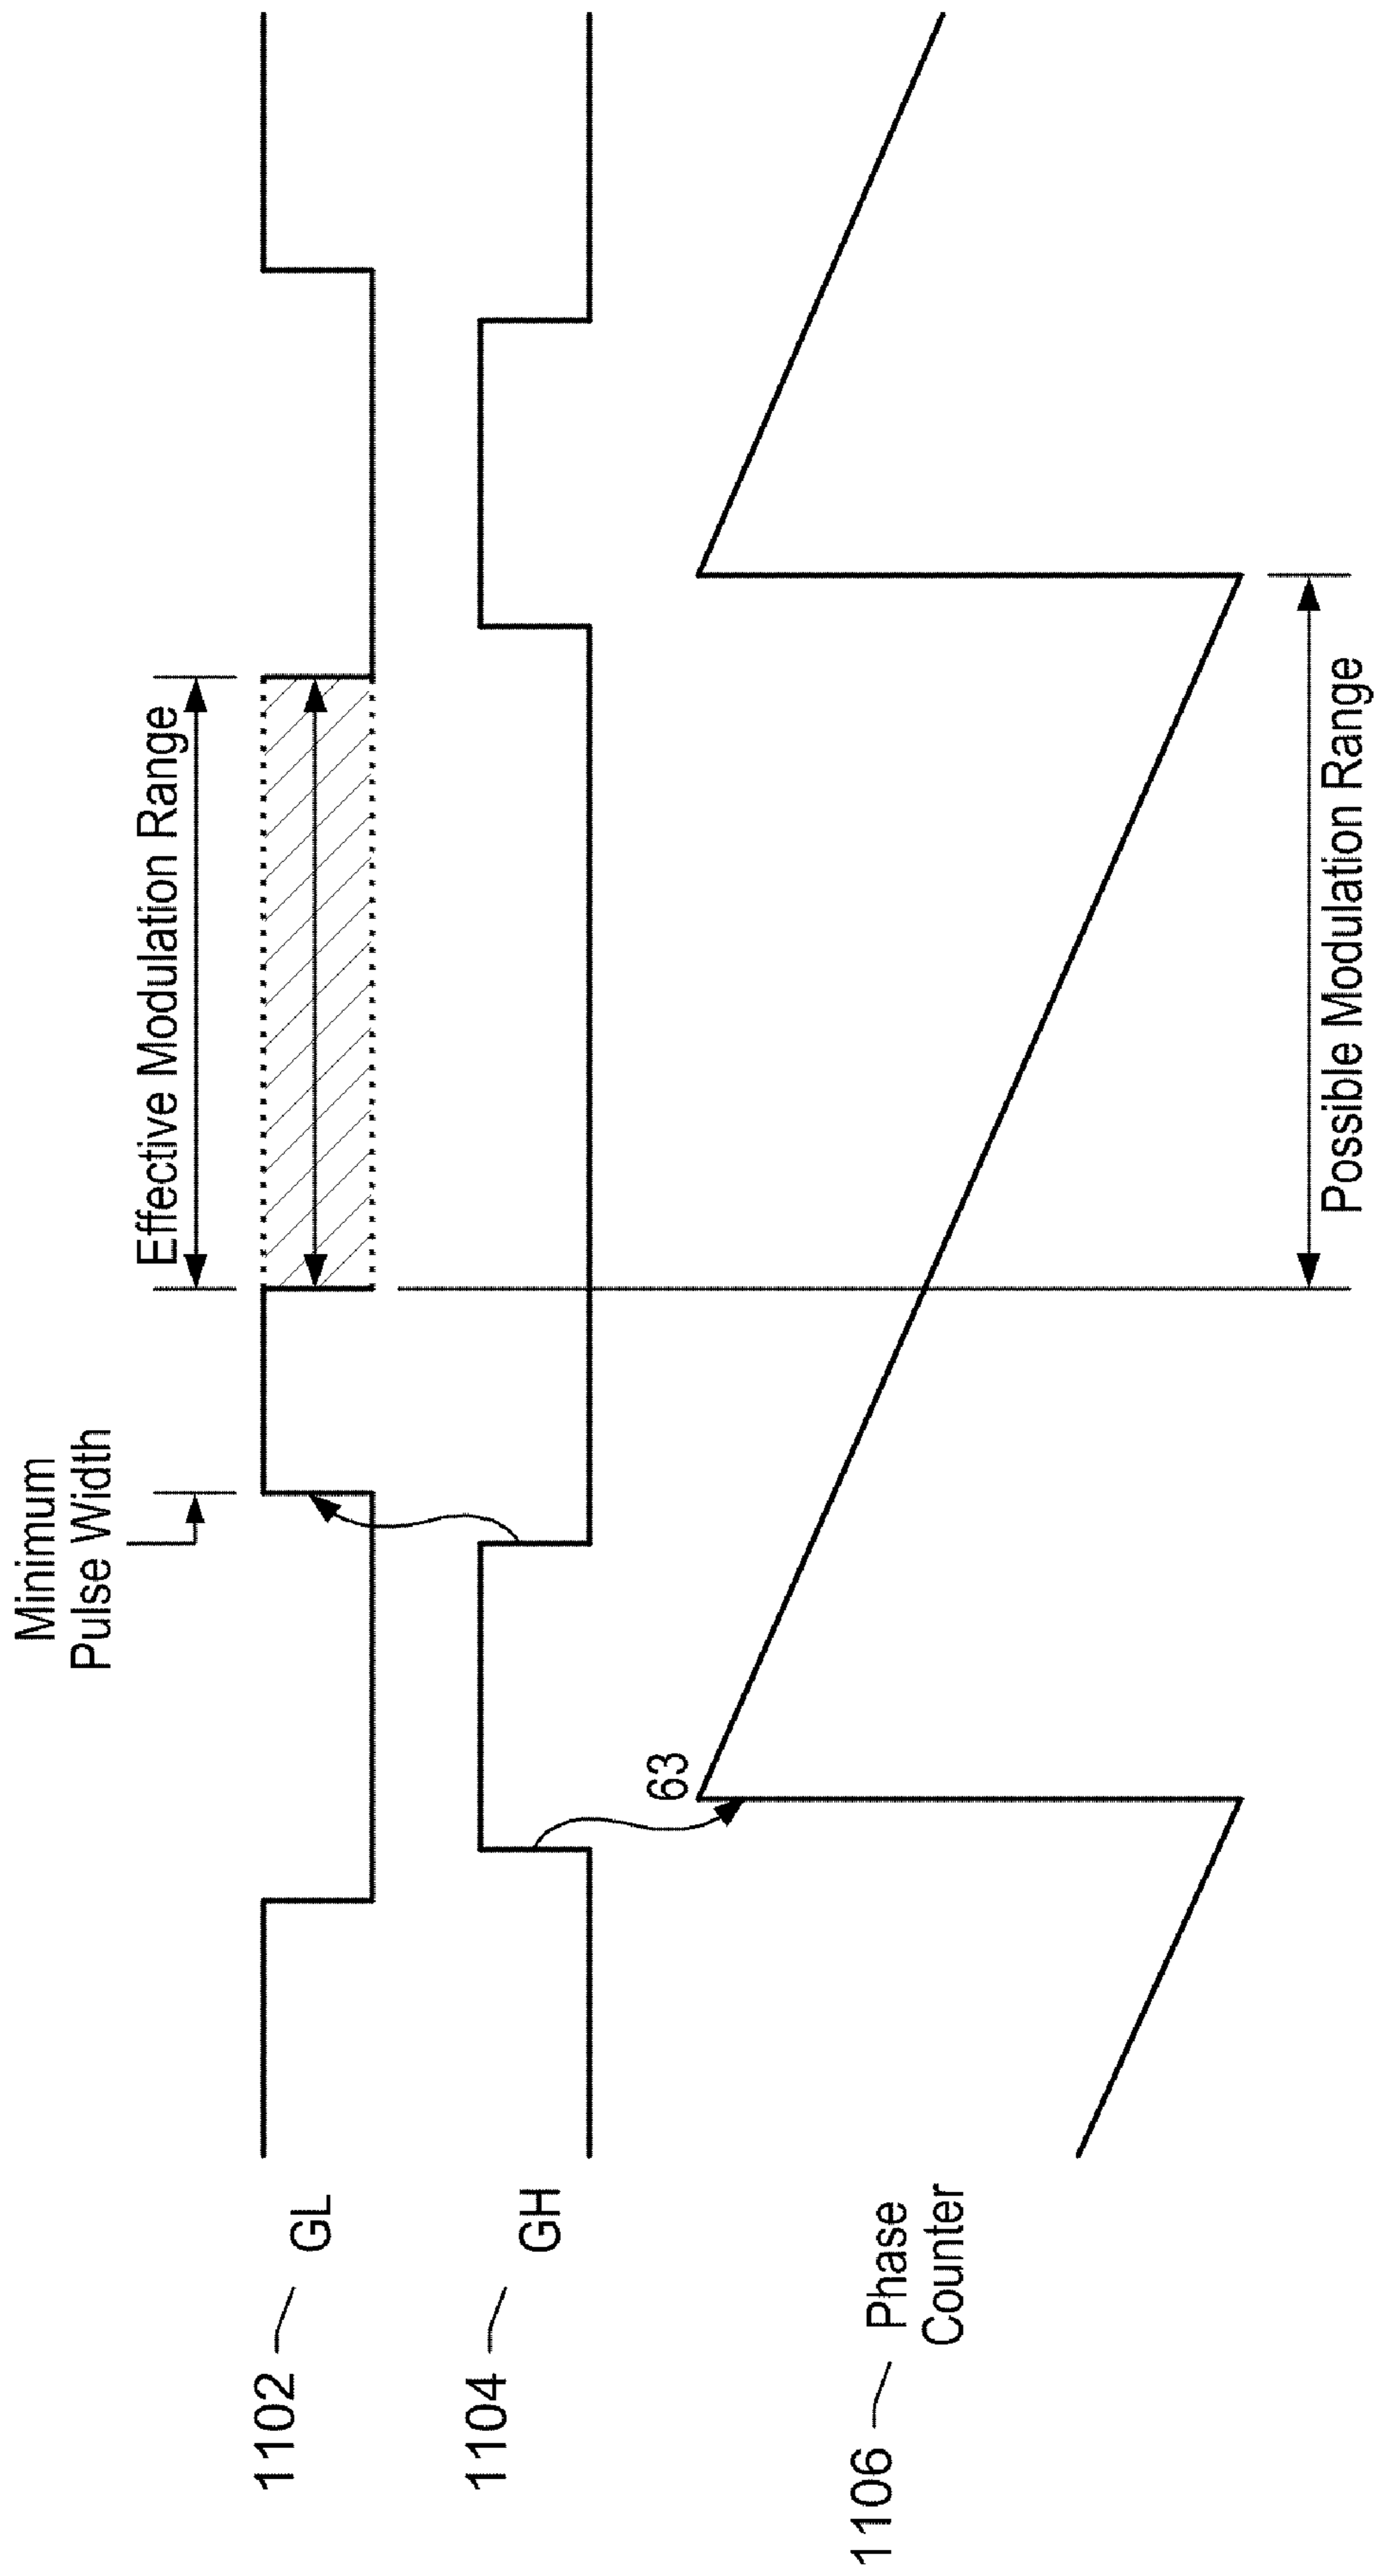 Minimum
Pulse Width
Effective Modulation Range
1102
GL
1104
GH
63
1106
Phase
Counter
Possible Modulation Range